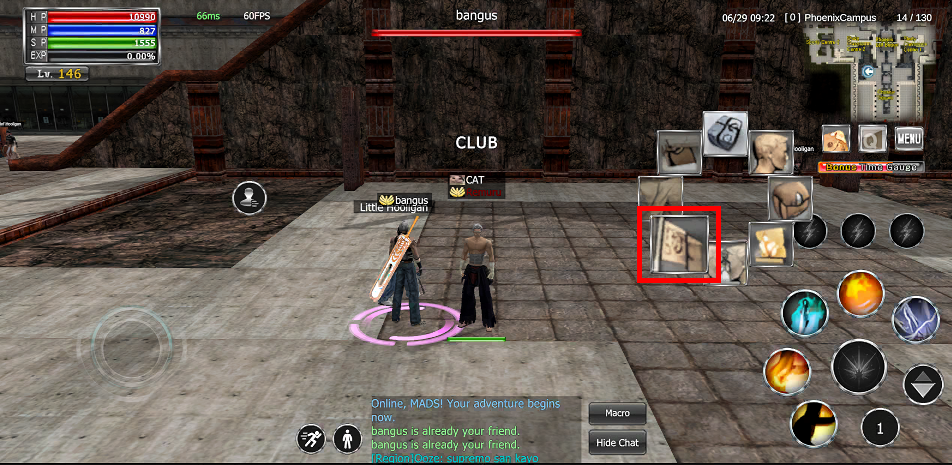 H P 10990
M P 827
S P 1555
EXP 0.00%
Lv. 146
66ms 60FPS
bangus
06/29 09:22 [ 0 ] PhoenixCampus 14 / 130
MENU
Bonus Time Gauge
CLUB
CAT
bangus
Little Hooligan
Online, MADS! Your adventure begins
now
bangus is already your friend.
bangus is already your friend.
Macro
Hide Chat
1